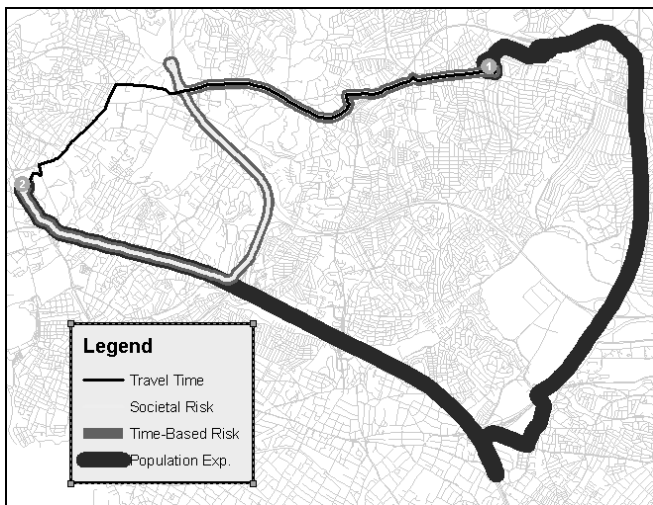 1
2
Legend
Travel Time
Societal Risk
Time-Based Risk
Population Exp.